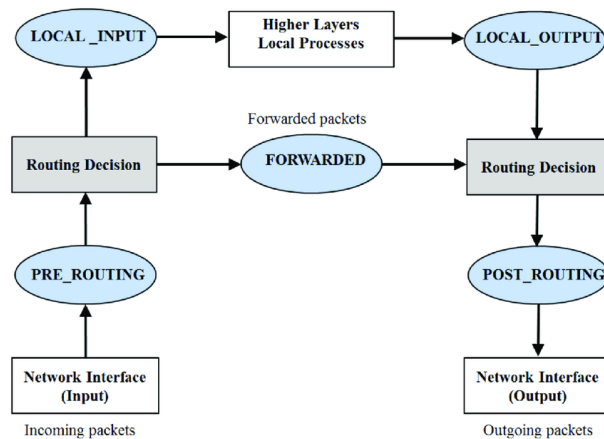 LOCAL _INPUT
Higher Layers
Local Processes
LOCAL_OUTPUT
Forwarded packets
Routing Decision
FORWARDED
Routing Decision
PRE_ROUTING
POST_ROUTING
Network Interface
(Input)
Network Interface
(Output)
Incoming packets
Outgoing packets